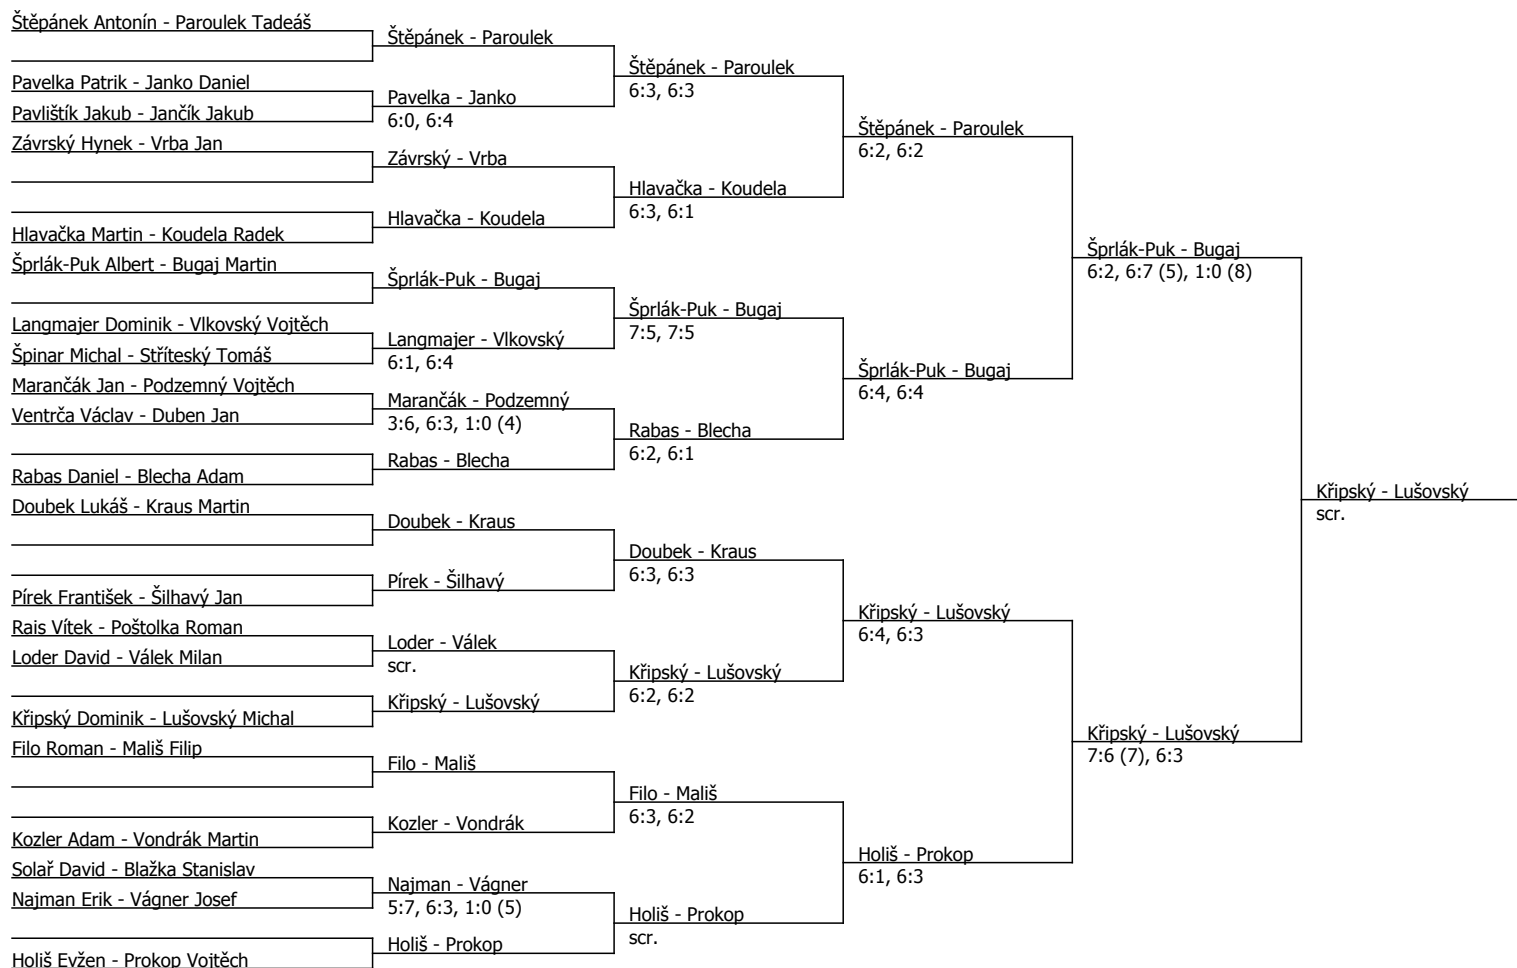 Štěpánek Antonín - Paroulek Tadeáš
Pavelka Patrik - Janko Daniel
Pavlištík Jakub - Jančík Jakub
Závrský Hynek - Vrba Jan
Hlavačka Martin - Koudela Radek
Šprlák-Puk Albert - Bugaj Martin
Langmajer Dominik - Vlkovský Vojtěch
Špinar Michal - Stříteský Tomáš
Marančák Jan - Podzemný Vojtěch
Ventrča Václav - Duben Jan
Rabas Daniel - Blecha Adam
Doubek Lukáš - Kraus Martin
Pírek František - Šilhavý Jan
Rais Vítek - Poštolka Roman
Loder David - Válek Milan
Křipský Dominik - Lušovský Michal
Filo Roman - Mališ Filip
Kozler Adam - Vondrák Martin
Solař David - Blažka Stanislav
Najman Erik - Vágner Josef
Holiš Evžen - Prokop Vojtěch
Štěpánek - Paroulek
Pavelka - Janko
6:0, 6:4
Závrský - Vrba
Hlavačka - Koudela
Šprlák-Puk - Bugaj
Langmajer - Vlkovský
6:1, 6:4
Marančák - Podzemný
3:6, 6:3, 1:0 (4)
Rabas - Blecha
Doubek - Kraus
Pírek - Šilhavý
Loder - Válek
scr.
Křipský - Lušovský
Filo - Mališ
Kozler - Vondrák
Najman - Vágner
5:7, 6:3, 1:0 (5)
Holiš - Prokop
Štěpánek - Paroulek
6:3, 6:3
Hlavačka - Koudela
6:3, 6:1
Šprlák-Puk - Bugaj
7:5, 7:5
Rabas - Blecha
6:2, 6:1
Doubek - Kraus
6:3, 6:3
Křipský - Lušovský
6:2, 6:2
Filo - Mališ
6:3, 6:2
Holiš - Prokop
scr.
Štěpánek - Paroulek
6:2, 6:2
Šprlák-Puk - Bugaj
6:4, 6:4
Křipský - Lušovský
6:4, 6:3
Holiš - Prokop
6:1, 6:3
Šprlák-Puk - Bugaj
6:2, 6:7 (5), 1:0 (8)
Křipský - Lušovský
7:6 (7), 6:3
Křipský - Lušovský
scr.